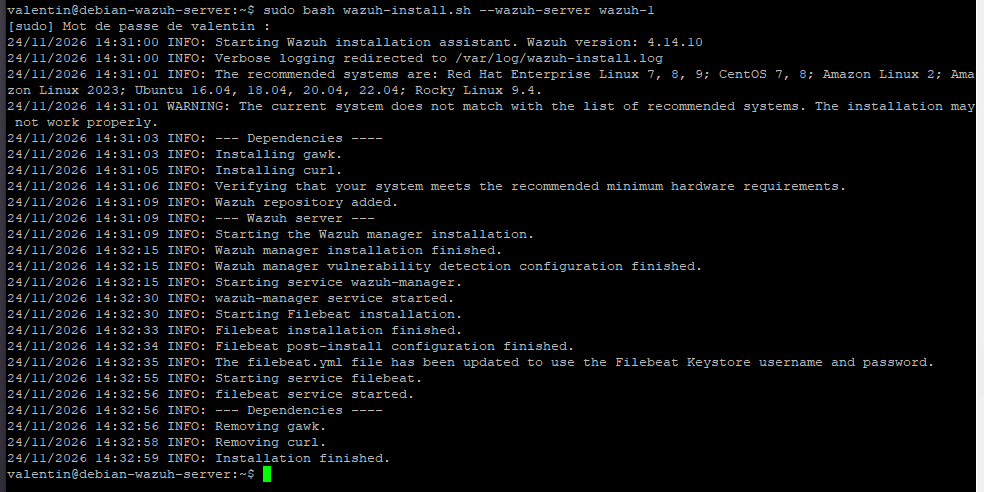 valentin@debian-wazuh-server:~$ sudo bash wazuh-install.sh --wazuh-server wazuh-1
[sudo] Mot de passe de valentin :
24/11/2026 14:31:00 INFO: Starting Wazuh installation assistant. Wazuh version: 4.14.10
24/11/2026 14:31:00 INFO: Verbose logging redirected to /var/log/wazuh-install.log
24/11/2026 14:31:01 INFO: The recommended systems are: Red Hat Enterprise Linux 7, 8, 9; CentOS 7, 8; Amazon Linux 2; Ama
zon Linux 2023; Ubuntu 16.04, 18.04, 20.04, 22.04; Rocky Linux 9.4.
24/11/2026 14:31:01 WARNING: The current system does not match with the list of recommended systems. The installation may
 not work properly.
24/11/2026 14:31:03 INFO: --- Dependencies ----
24/11/2026 14:31:03 INFO: Installing gawk.
24/11/2026 14:31:05 INFO: Installing curl.
24/11/2026 14:31:06 INFO: Verifying that your system meets the recommended minimum hardware requirements.
24/11/2026 14:31:09 INFO: Wazuh repository added.
24/11/2026 14:31:09 INFO: --- Wazuh server ---
24/11/2026 14:31:09 INFO: Starting the Wazuh manager installation.
24/11/2026 14:32:15 INFO: Wazuh manager installation finished.
24/11/2026 14:32:15 INFO: Wazuh manager vulnerability detection configuration finished.
24/11/2026 14:32:15 INFO: Starting service wazuh-manager.
24/11/2026 14:32:30 INFO: wazuh-manager service started.
24/11/2026 14:32:30 INFO: Starting Filebeat installation.
24/11/2026 14:32:33 INFO: Filebeat installation finished.
24/11/2026 14:32:34 INFO: Filebeat post-install configuration finished.
24/11/2026 14:32:35 INFO: The filebeat.yml file has been updated to use the Filebeat Keystore username and password.
24/11/2026 14:32:55 INFO: Starting service filebeat.
24/11/2026 14:32:56 INFO: filebeat service started.
24/11/2026 14:32:56 INFO: --- Dependencies ----
24/11/2026 14:32:56 INFO: Removing gawk.
24/11/2026 14:32:58 INFO: Removing curl.
24/11/2026 14:32:59 INFO: Installation finished.
valentin@debian-wazuh-server:~$